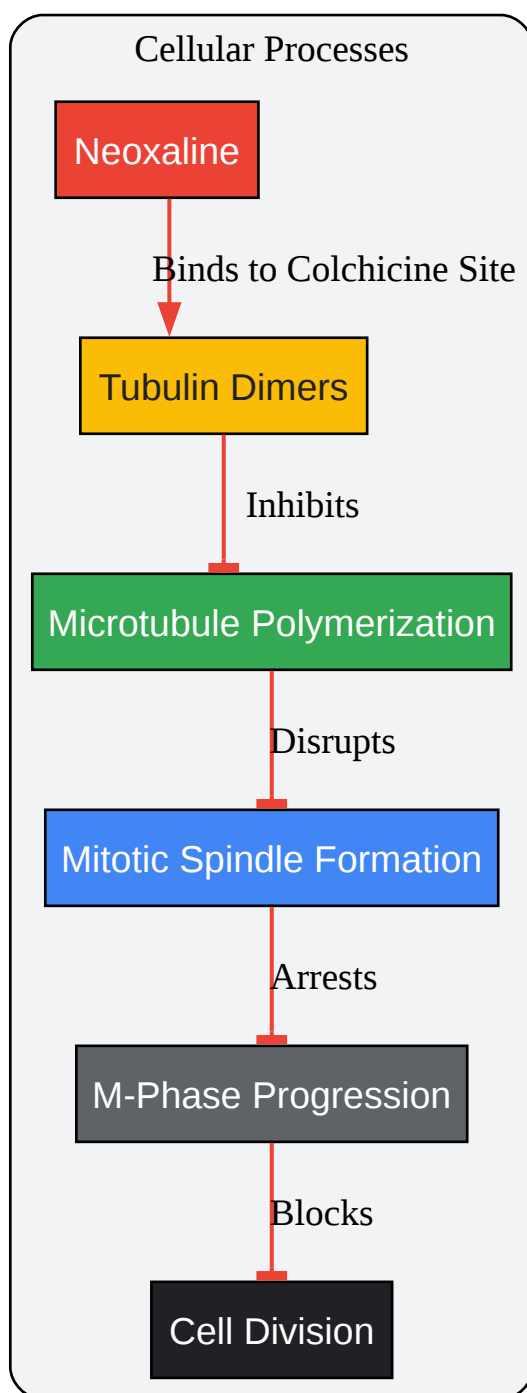 Cellular Processes
Neoxaline
Binds to Colchicine Site
Tubulin Dimers
Inhibits
Microtubule Polymerization
Disrupts
Mitotic Spindle Formation
Arrests
M-Phase Progression
Blocks
Cell Division